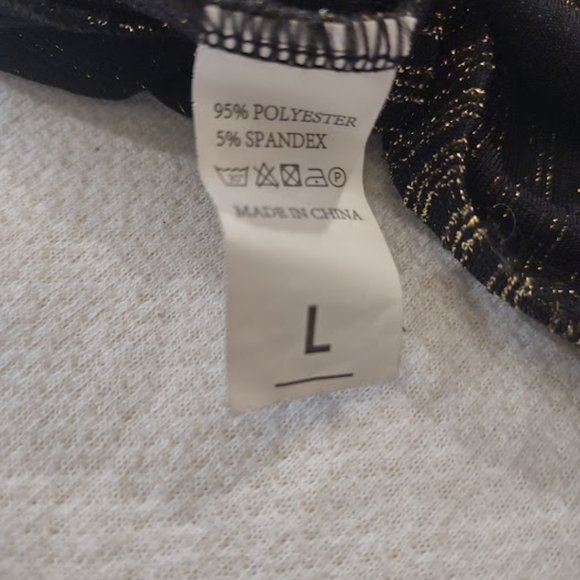 95% POLYESTER
5% SPANDEX
P
MADE IN CHINA
L